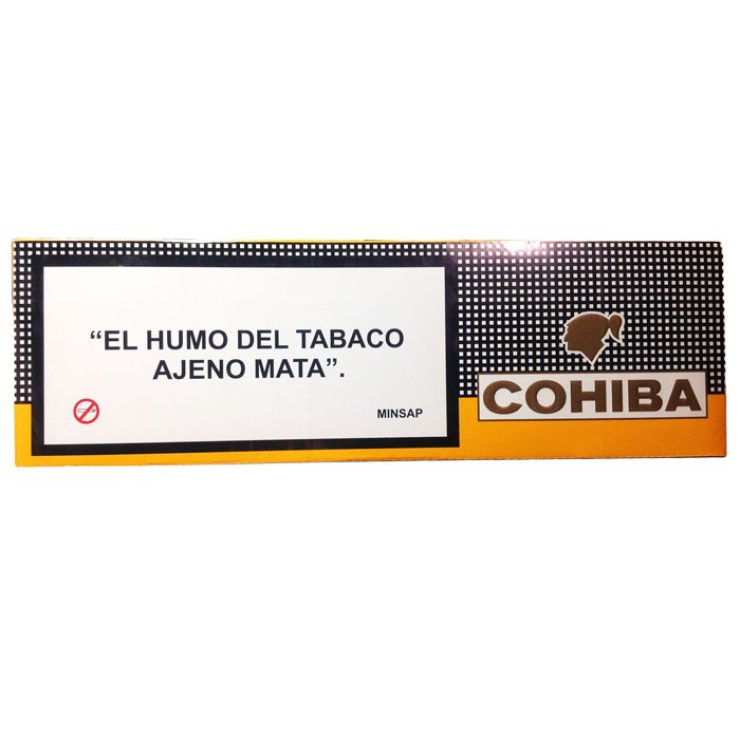 “EL HUMO DEL TABACO
AJENO MATA”.
MINSAP
COHIBA